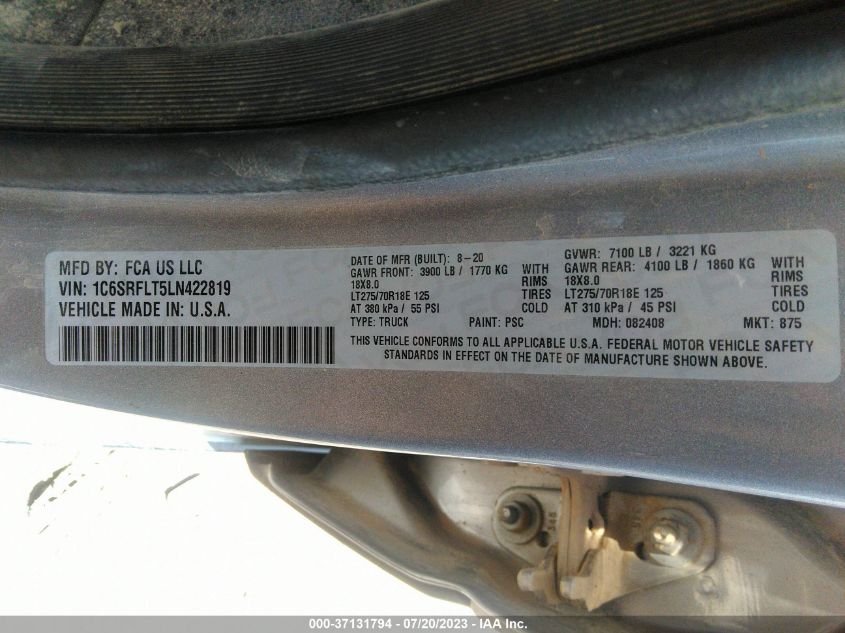 MFD BY: FCA US LLC
VIN: 1C6SRFLT5LN422819
VEHICLE MADE IN: U.S.A.
DATE OF MFR (BUILT): 8-20
GVWR: 7100 LB / 3221 KG
GAWR FRONT: 3900 LB / 1770 KG WITH
GAWR REAR: 4100 LB / 1860 KG WITH
18X8.0 RIMS
18X8.0 RIMS
LT275/70R18E 125 TIRES
LT275/70R18E 125 TIRES
AT 380 kPa / 55 PSI COLD
AT 310 kPa / 45 PSI COLD
TYPE: TRUCK PAINT: PSC MDH: 082408 MKT: 875
THIS VEHICLE CONFORMS TO ALL APPLICABLE U.S.A. FEDERAL MOTOR VEHICLE SAFETY
STANDARDS IN EFFECT ON THE DATE OF MANUFACTURE SHOWN ABOVE.
000-37131794 / 07/20/2023 /